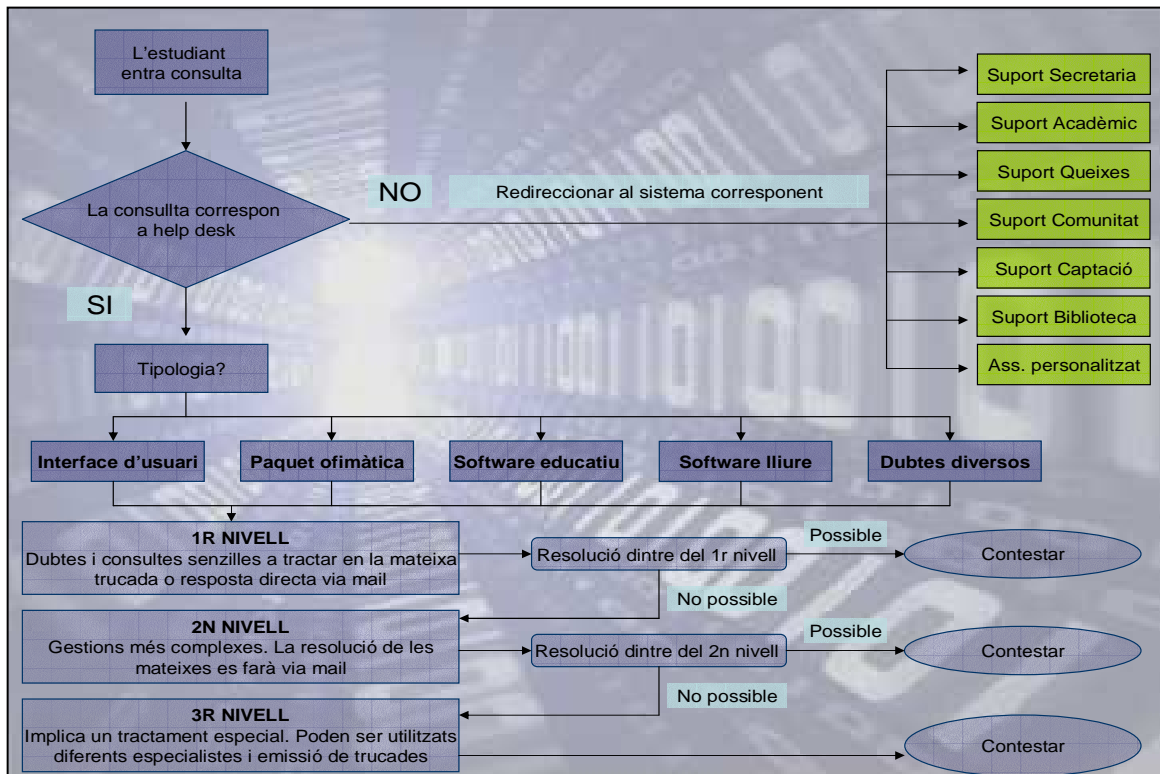 L'estudiant
entra consulta
La consullta correspon
a help desk
NO
Redireccionar al sistema corresponent
Suport Secretaria
Suport Acadèmic
Suport Queixes
Suport Comunitat
Suport Captació
Suport Biblioteca
Ass. personalitzat
SI
Tipologia?
Interface d'usuari
Paquet ofimàtica
Software educatiu
Software lliure
Dubtes diversos
1R NIVELL
Dubtes i consultes senzilles a tractar en la mateixa
trucada o resposta directa via mail
Resolució dintre del 1r nivell
Possible
Contestar
No possible
2N NIVELL
Gestions més complexes. La resolució de les
mateixes es farà via mail
Resolució dintre del 2n nivell
Possible
Contestar
No possible
3R NIVELL
Implica un tractament especial. Poden ser utilitzats
diferents especialistes i emissió de trucades
Contestar